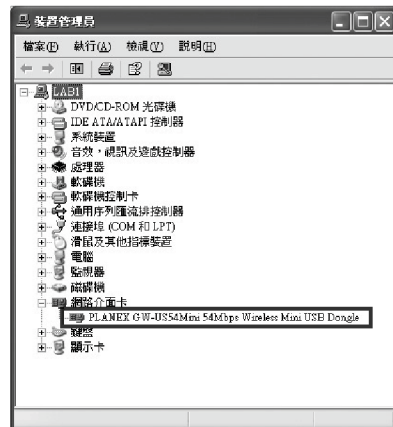 裝置管理員
檔案(F) 執行(A) 檢視(V) 說明(H)
LAB1
DVD/CD-ROM 光碟機
IDE ATA/ATAPI 控制器
系統裝置
音效，視訊及遊戲控制器
處理器
軟碟機
軟碟機控制卡
通用序列匯流排控制器
連接埠 (COM 和 LPT)
滑鼠及其他指標裝置
電腦
監視器
磁碟機
網路介面卡
PLANEX GW-US54Mini 54Mbps Wireless Mini USB Dongle
鍵盤
顯示卡